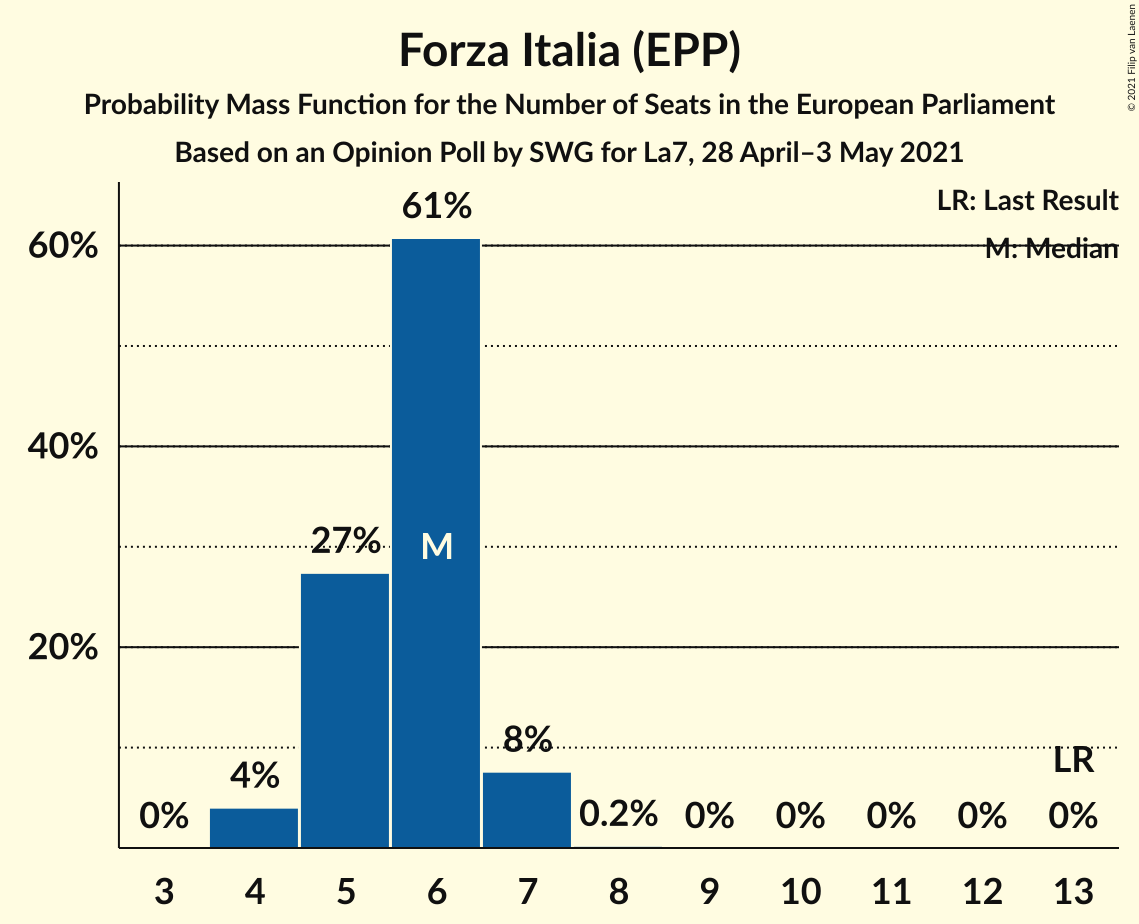 © 2021 Filip van Laenen
Forza Italia (EPP)
Probability Mass Function for the Number of Seats in the European Parliament
Based on an Opinion Poll by SWG for La7, 28 April–3 May 2021
LR: Last Result
M: Median
60%
40%
20%
0%
4%
27%
61%
M
8%
0.2%
0%
0%
0%
0%
LR
0%
3 4 5 6 7 8 9 10 11 12 13